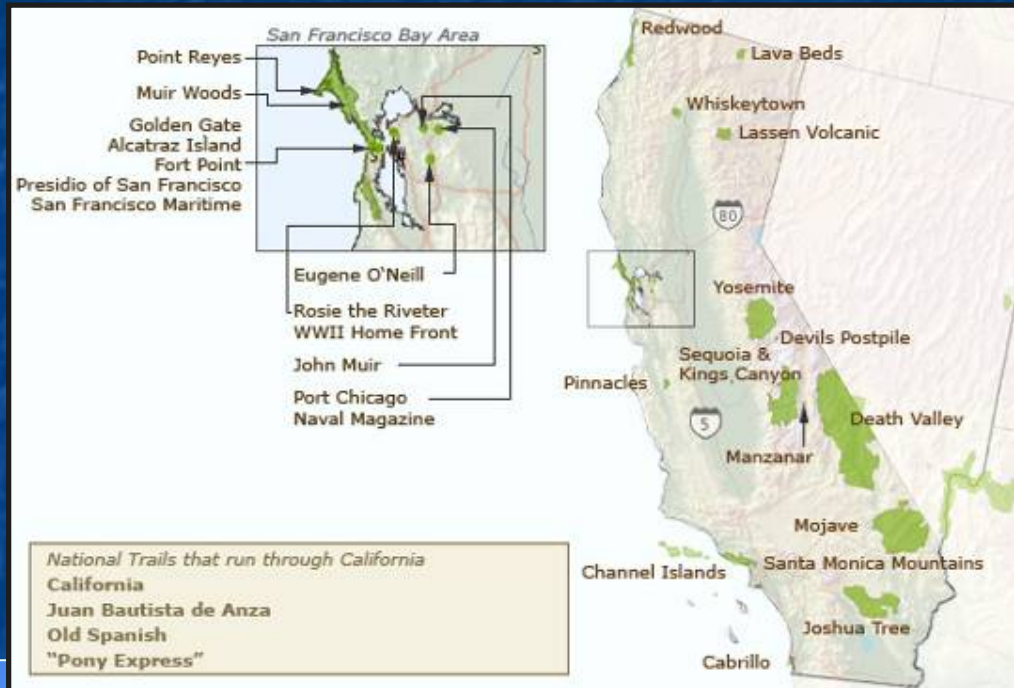 San Francisco Bay Area
Point Reyes
Muir Woods
Golden Gate
Alcatraz Island
Fort Point
Presidio of San Francisco
San Francisco Maritime
Eugene O'Neill
Rosie the Riveter
WWII Home Front
John Muir
Port Chicago
Naval Magazine
Redwood
Lava Beds
Whiskeytown
Lassen Volcanic
80
Yosemite
Devils Postpile
Sequoia &
Kings Canyon
Pinnacles
5
Death Valley
Manzanar
Mojave
Channel Islands
Santa Monica Mountains
Joshua Tree
Cabrillo
National Trails that run through California
California
Juan Bautista de Anza
Old Spanish
"Pony Express"